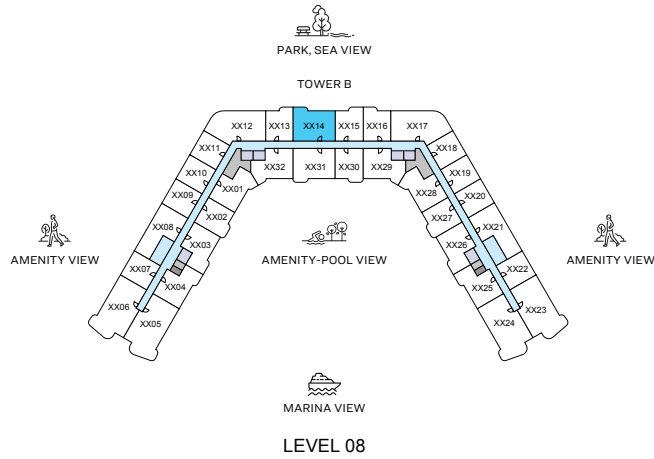 PARK, SEA VIEW
TOWER B
XX12
XX13
XX14
XX15
XX16
XX17
XX11
XX18
XX10
XX01
XX32
XX31
XX30
XX29
XX28
XX19
XX09
XX02
XX27
XX20
XX08
XX03
XX26
XX21
AMENITY VIEW
AMENITY-POOL VIEW
AMENITY VIEW
XX07
XX04
XX25
XX22
XX06
XX05
XX24
XX23
MARINA VIEW
LEVEL 08